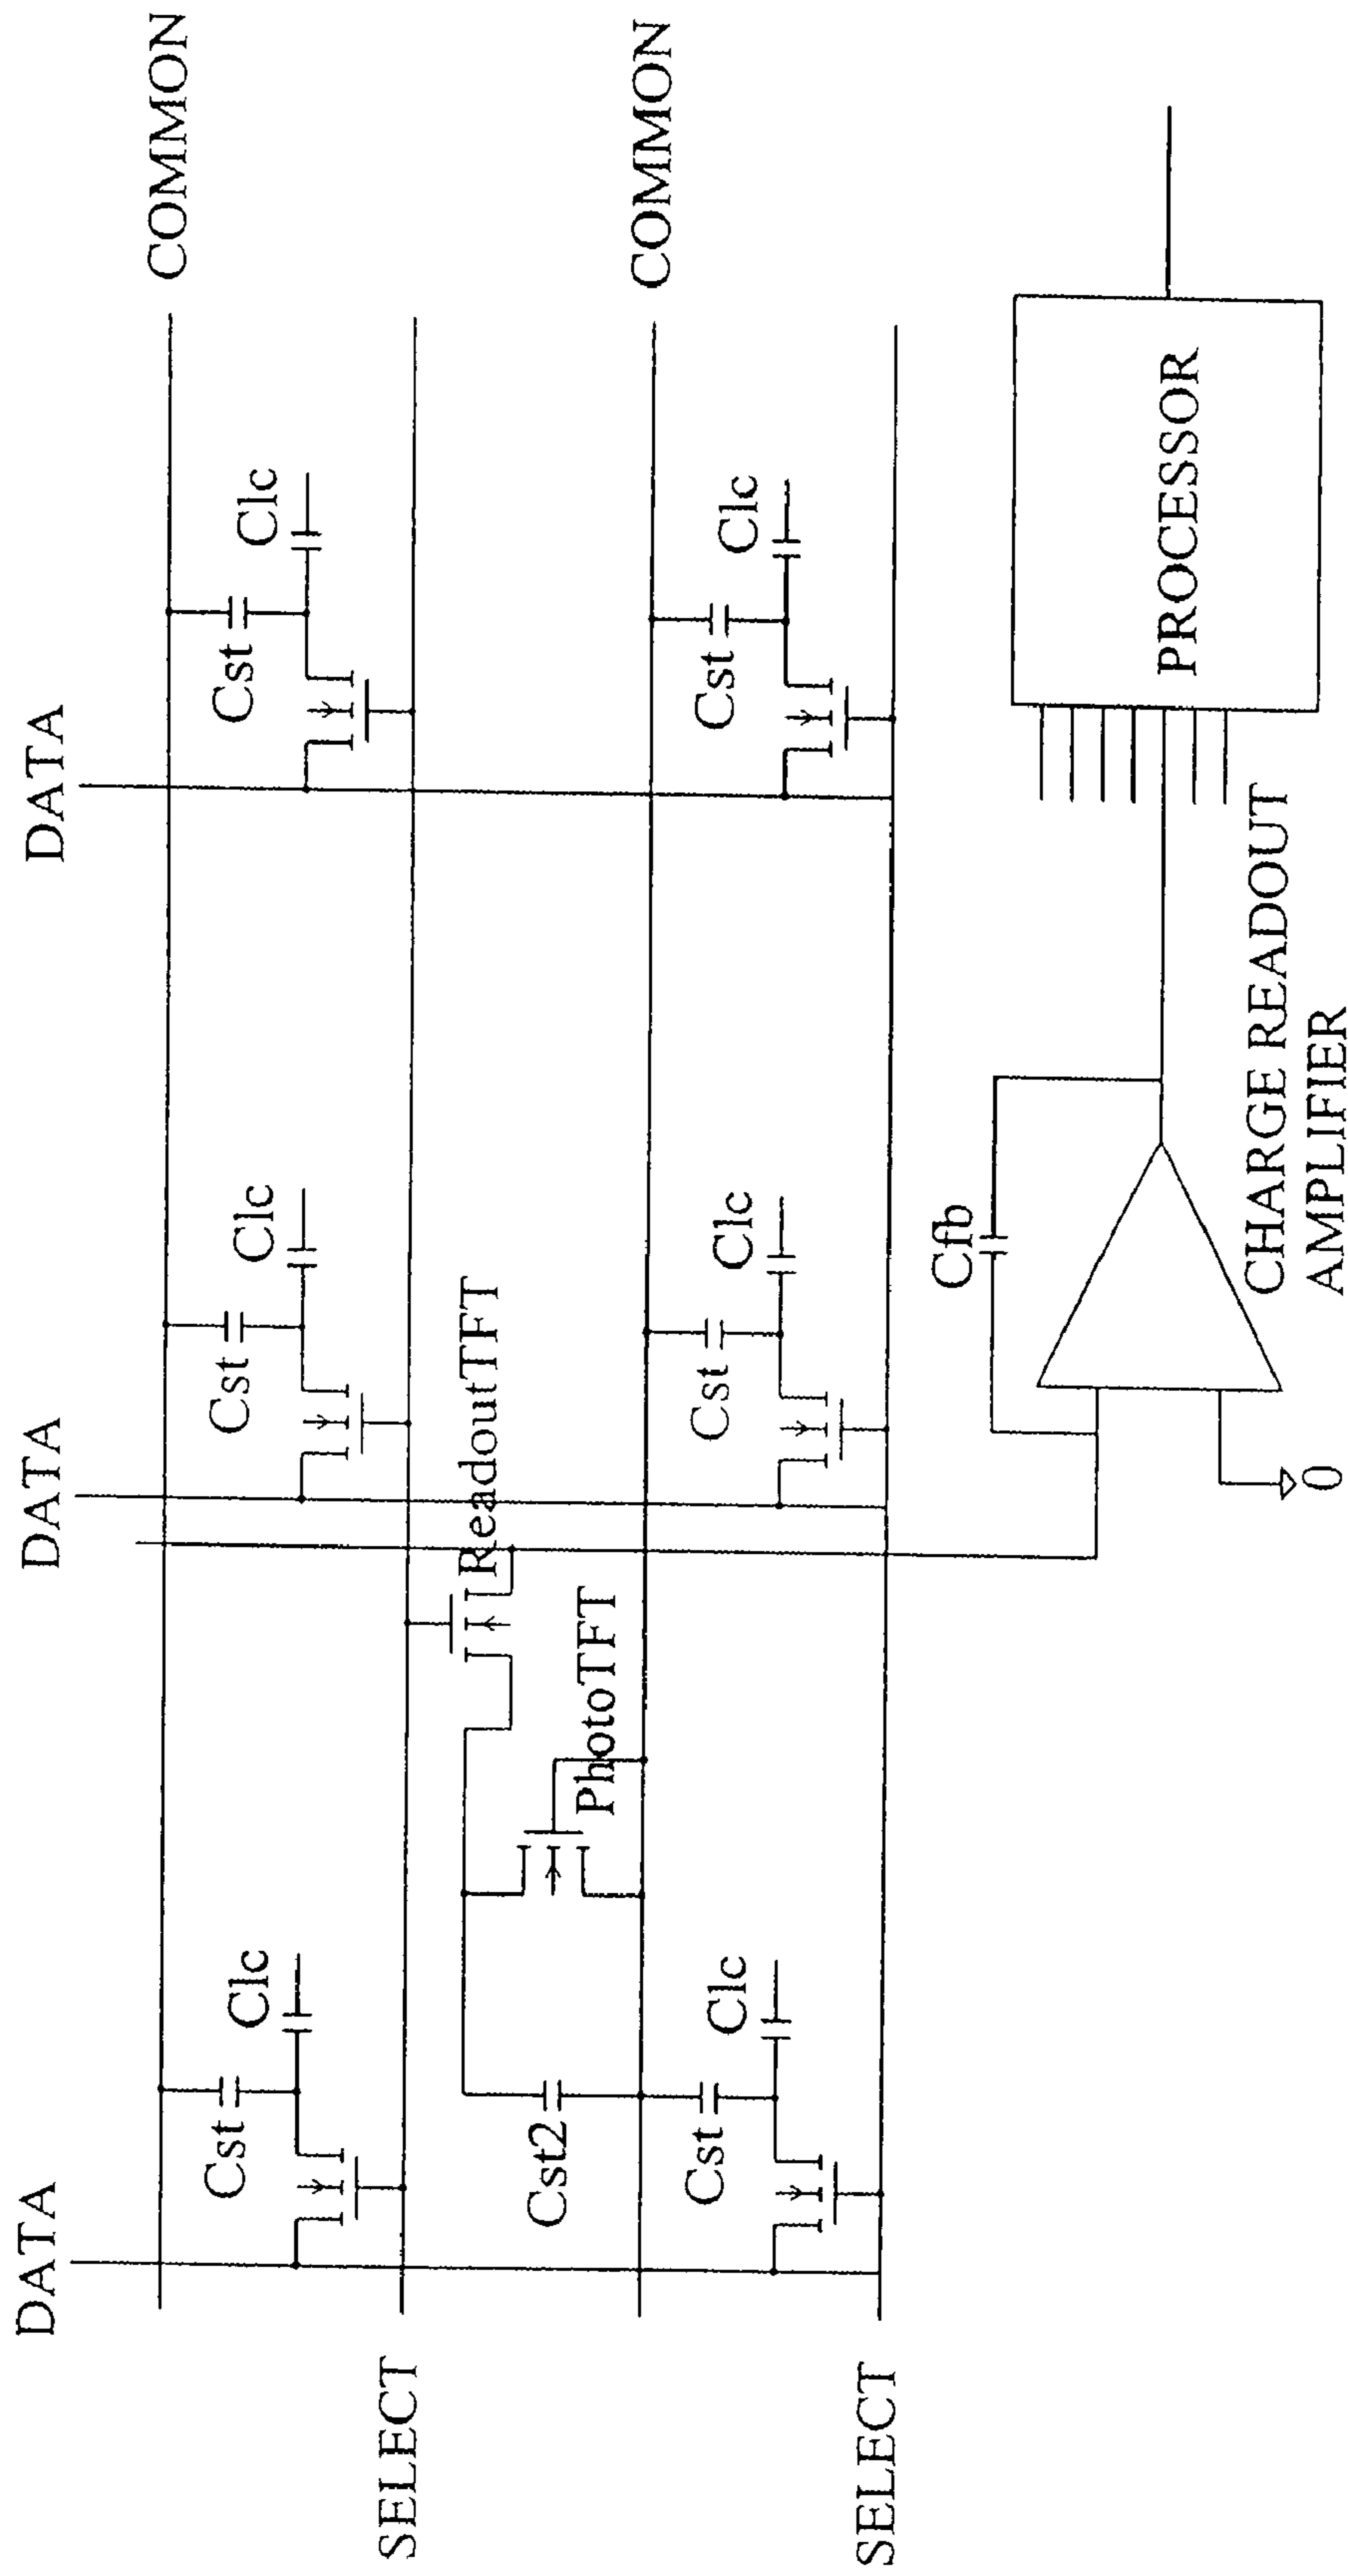 DATA
DATA
DATA
COMMON
Cst
Clc
Cst
Clc
Cst
Clc
SELECT
ReadoutTFT
Cst2
PhotoTFT
COMMON
Cst
Clc
Cst
Clc
Cst
Clc
SELECT
Cfb
PROCESSOR
CHARGE READOUT
AMPLIFIER
0